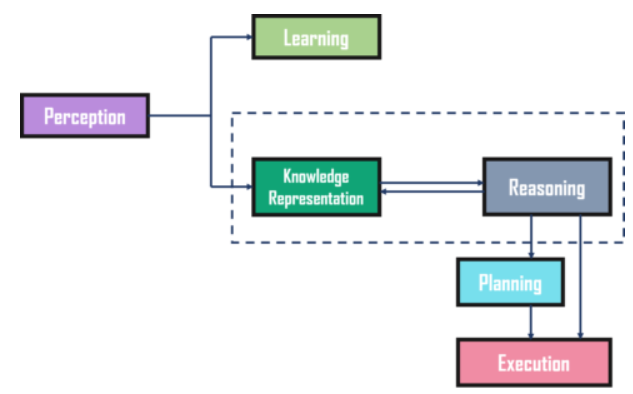 Learning
Perception
Knowledge
Representation
Reasoning
Planning
Execution